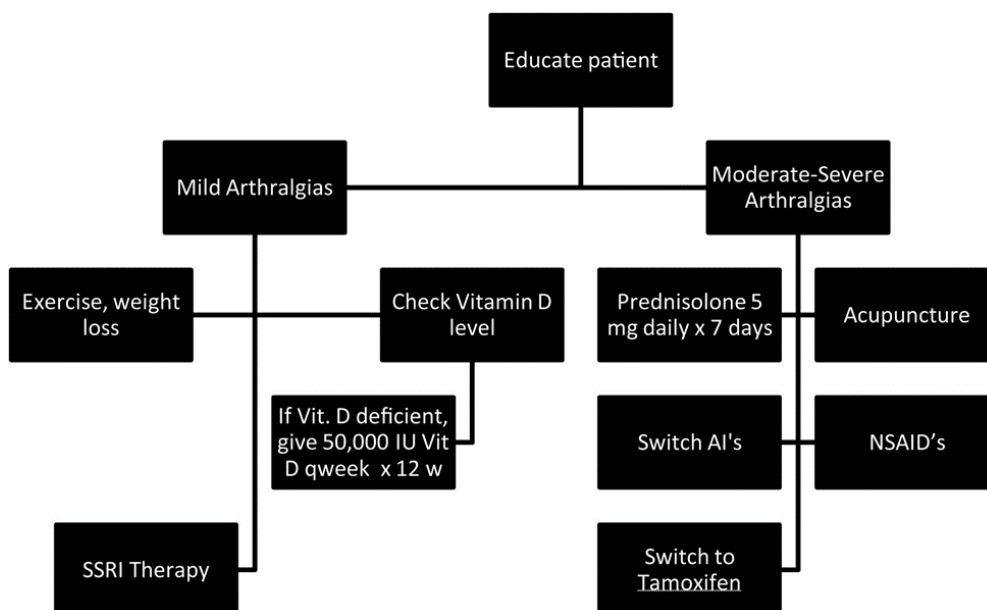 Educate patient
Mild Arthralgias
Moderate-Severe
Arthralgias
Exercise, weight
loss
Check Vitamin D
level
Prednisolone 5
mg daily x 7 days
Acupuncture
If Vit. D deficient,
give 50,000 IU Vit
D qweek  x 12 w
Switch AI's
NSAID’s
SSRI Therapy
Switch to
Tamoxifen